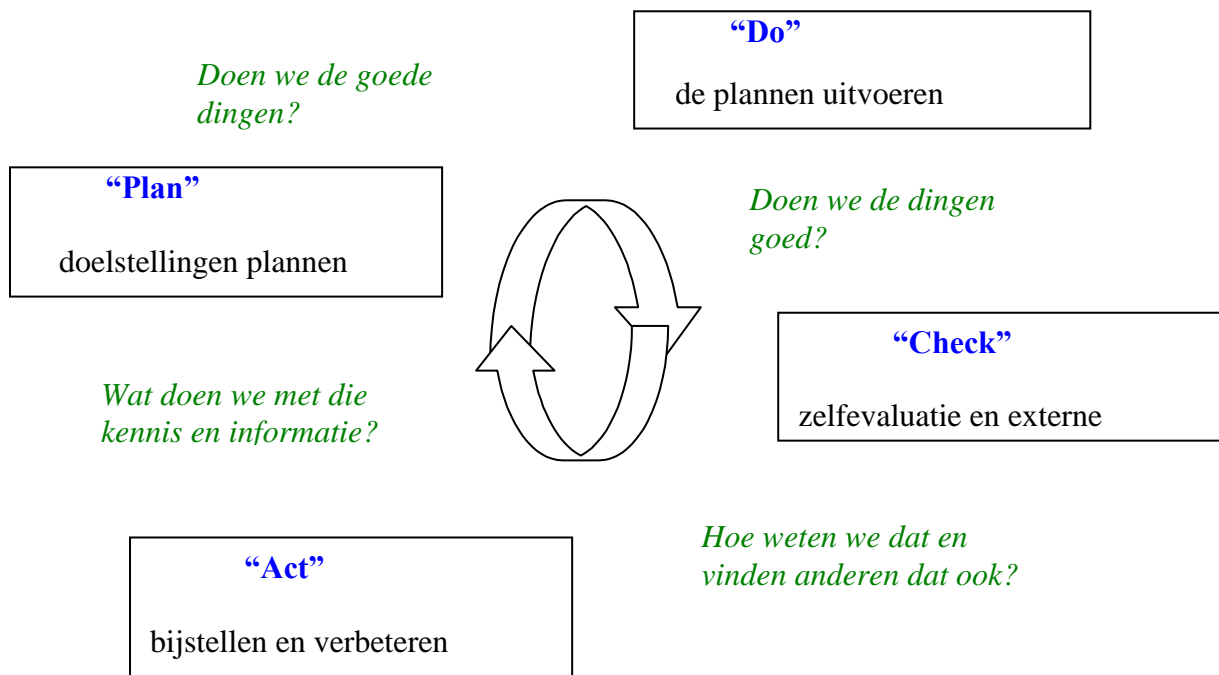 “Do”
de plannen uitvoeren
Doen we de goede
dingen?
“Plan”
doelstellingen plannen
Doen we de dingen
goed?
“Check”
zelfevaluatie en externe
Wat doen we met die
kennis en informatie?
Hoe weten we dat en
vinden anderen dat ook?
“Act”
bijstellen en verbeteren